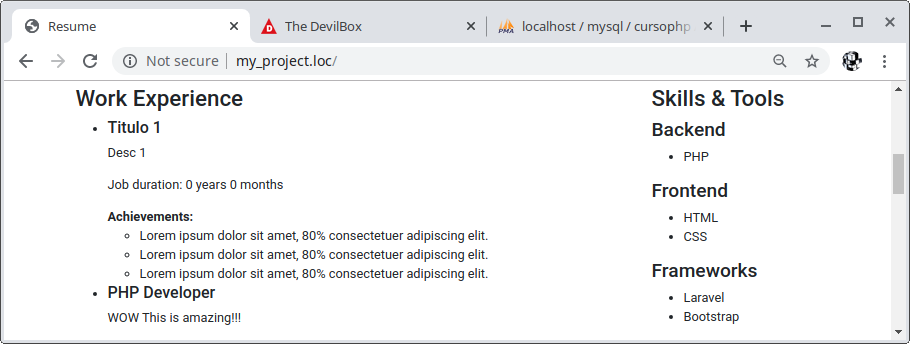 Resume
The DevilBox
PMA
localhost / mysql / cursophp
Not secure | my_project.loc/
Work Experience
• Titulo 1
Desc 1
Job duration: 0 years 0 months
Achievements:
◦ Lorem ipsum dolor sit amet, 80% consectetuer adipiscing elit.
◦ Lorem ipsum dolor sit amet, 80% consectetuer adipiscing elit.
◦ Lorem ipsum dolor sit amet, 80% consectetuer adipiscing elit.
• PHP Developer
WOW This is amazing!!!
Skills & Tools
Backend
• PHP
Frontend
• HTML
• CSS
Frameworks
• Laravel
• Bootstrap